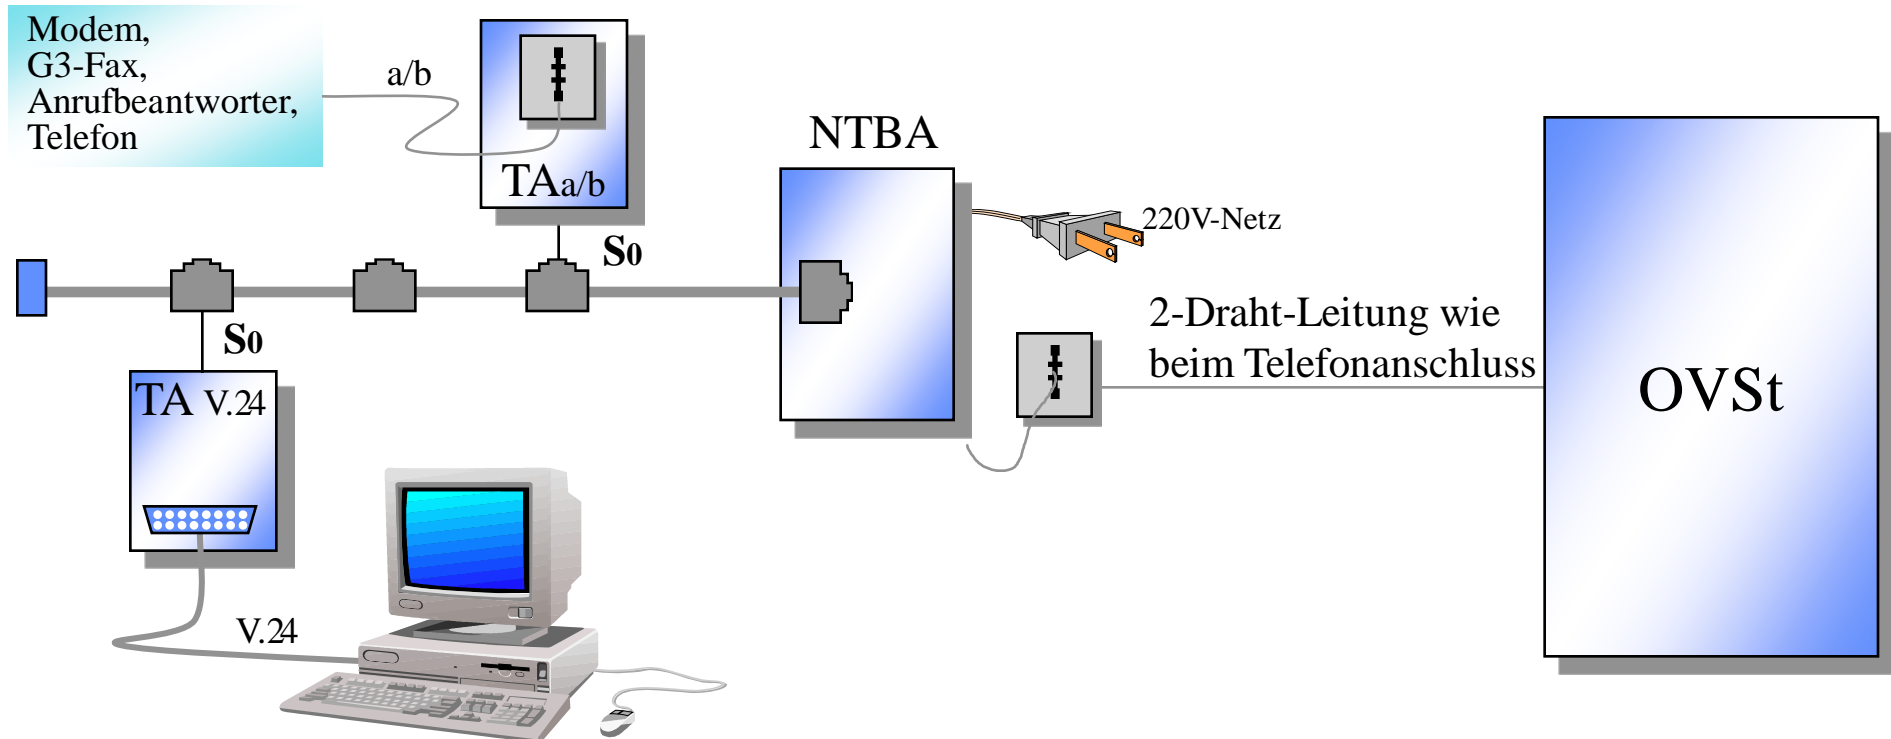 Modem,
G3-Fax,
Anrufbeantworter,
Telefon
a/b
TAa/b
S0
NTBA
220V-Netz
2-Draht-Leitung wie
beim Telefonanschluss
OVSt
S0
TA V.24
V.24